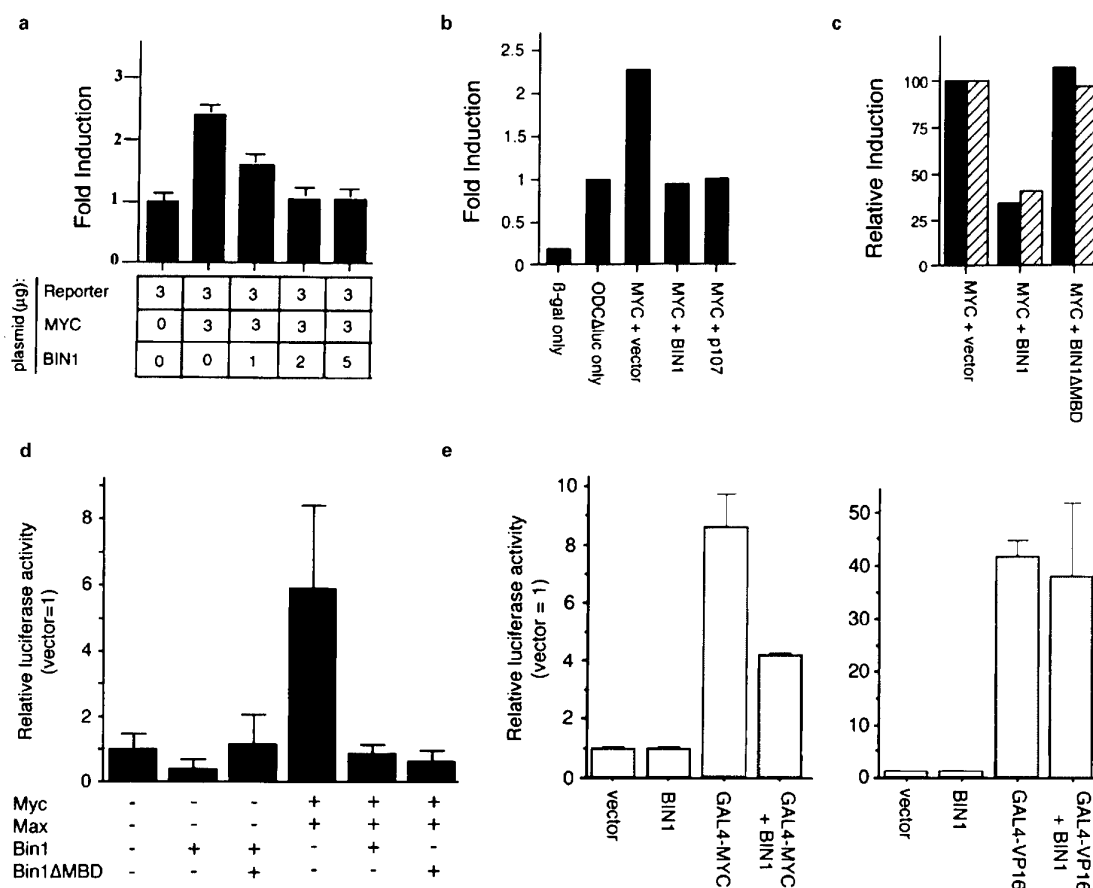 a
Fold Induction
3
2
1
0
plasmid (µg):
Reporter 3 3 3 3 3
MYC 0 3 3 3 3
BIN1 0 0 1 2 5
b
Fold Induction
2.5
2
1.5
1
0.5
0
ß-gal only
ODCΔluc only
MYC + vector
MYC + BIN1
MYC + p107
c
Relative Induction
100
75
50
25
MYC + vector
MYC + BIN1
MYC + BIN1ΔMBD
d
Relative luciferase activity
(vector=1)
8
6
4
2
0
Myc - - - + + +
Max - - - + + +
Bin1 - + + - + -
Bin1ΔMBD - - + - - +
e
Relative luciferase activity
(vector = 1)
10
8
6
4
2
0
vector
BIN1
GAL4-MYC
GAL4-MYC
+ BIN1
50
40
30
20
10
0
vector
BIN1
GAL4-VP16
GAL4-VP16
+ BIN1